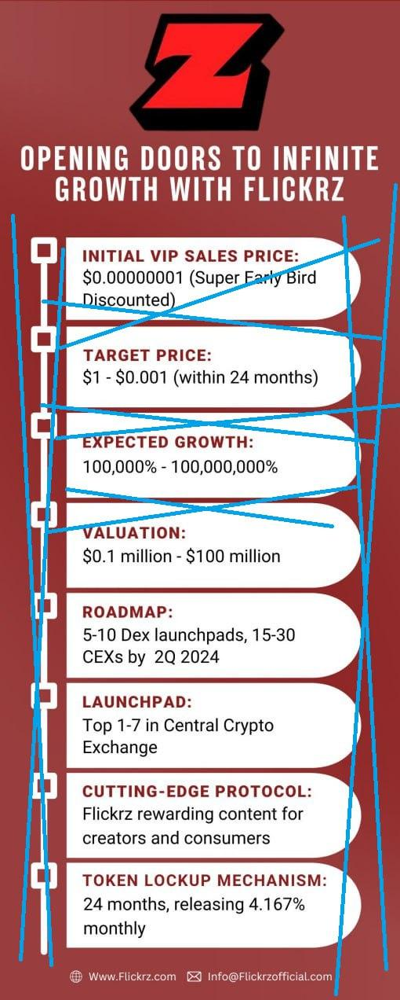 Z
OPENING DOORS TO INFINITE
GROWTH WITH FLICKRZ
INITIAL VIP SALES PRICE:
$0.00000001 (Super Early Bird
Discounted)
TARGET PRICE:
$1 - $0.001 (within 24 months)
EXPECTED GROWTH:
100,000% - 100,000,000%
VALUATION:
$0.1 million - $100 million
ROADMAP:
5-10 Dex launchpads, 15-30
CEXs by 2Q 2024
LAUNCHPAD:
Top 1-7 in Central Crypto
Exchange
CUTTING-EDGE PROTOCOL:
Flickrz rewarding content for
creators and consumers
TOKEN LOCKUP MECHANISM:
24 months, releasing 4.167%
monthly
Www.Flickrz.com Info@Flickrzofficial.com